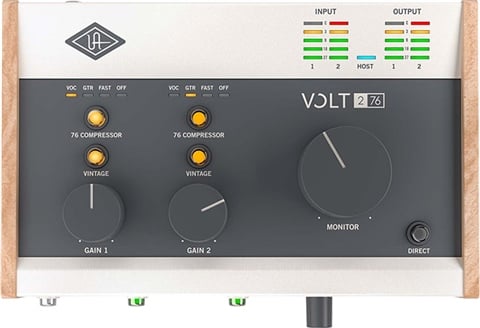 INPUT OUTPUT
1 2 HOST 1 2
VOC GTR FAST OFF VOC GTR FAST OFF
VOLT 2 76
76 COMPRESSOR 76 COMPRESSOR
VINTAGE VINTAGE
GAIN 1 GAIN 2 MONITOR
DIRECT